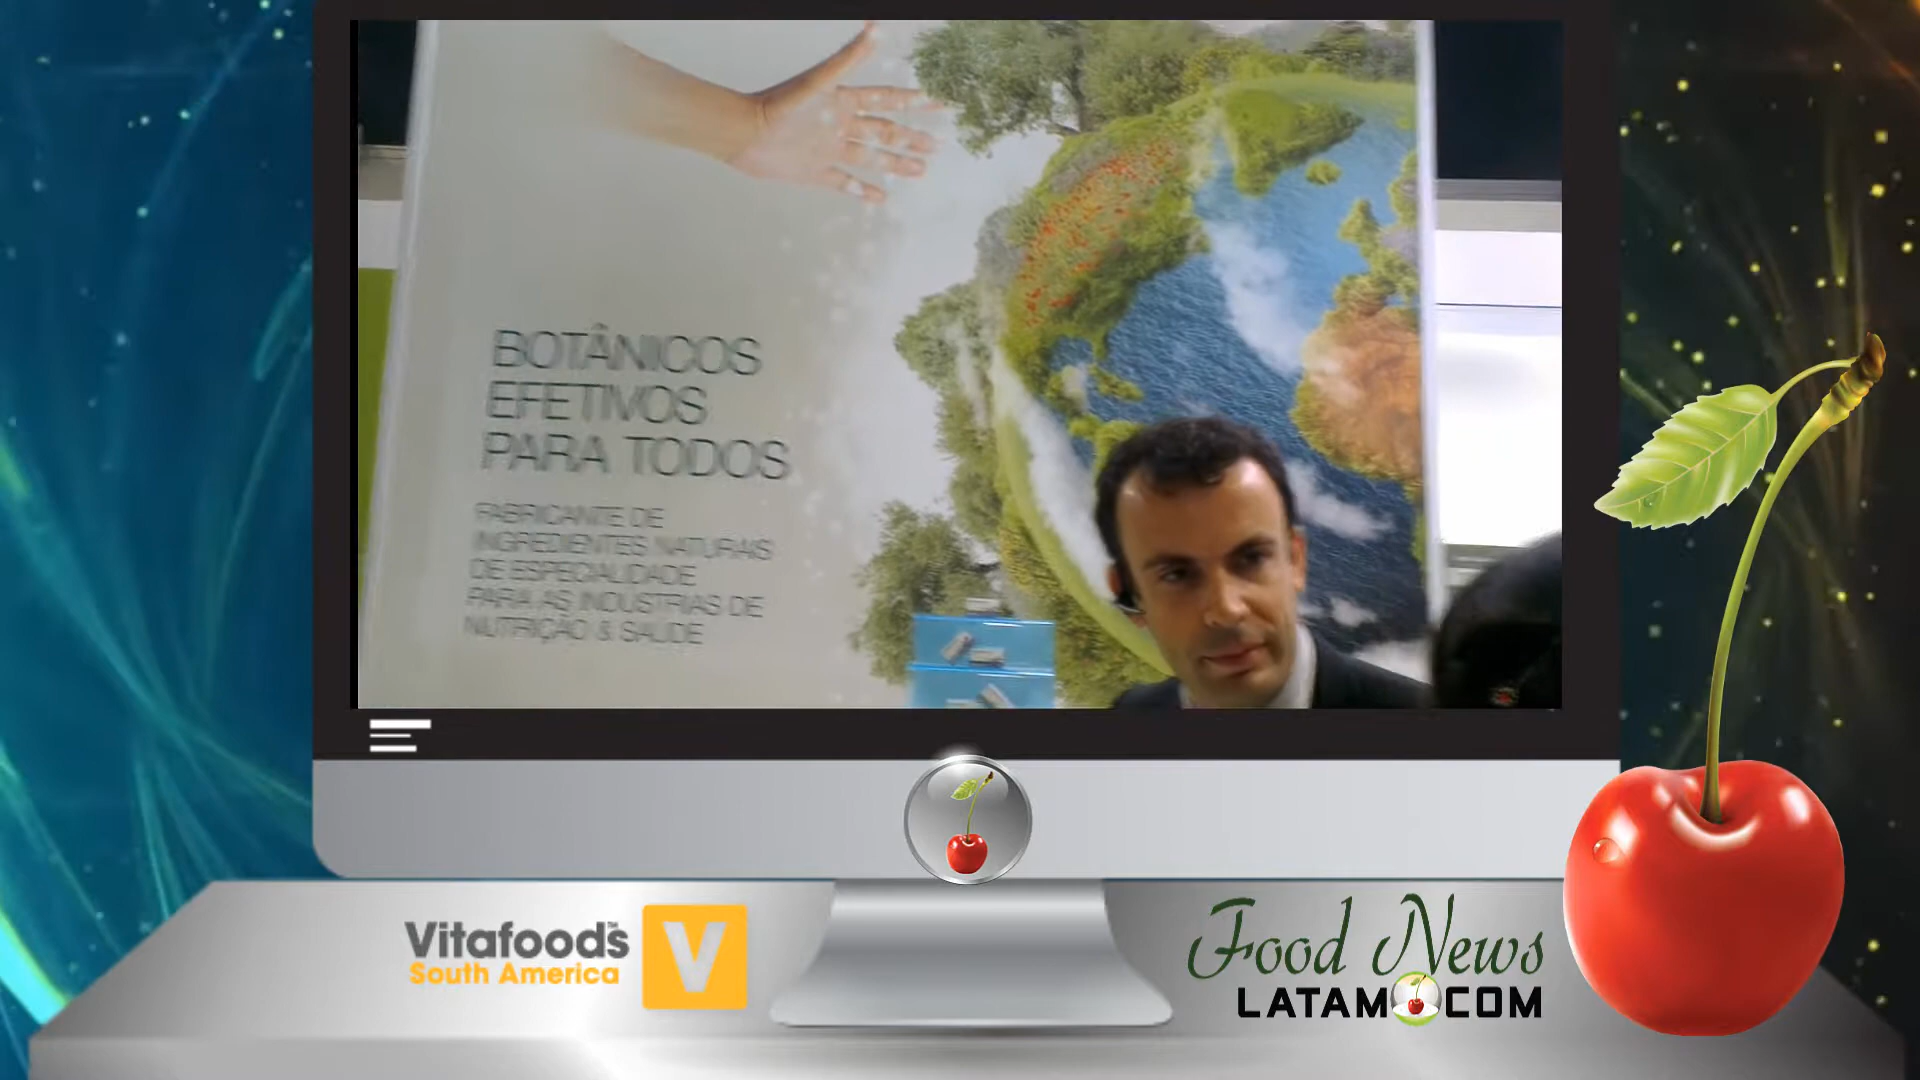 BOTÂNICOS
EFETIVOS
PARA TODOS
FABRICANTE DE
INGREDIENTES NATURAIS
DE ESPECIALIDADE
PARA AS INDÚSTRIAS DE
NUTRIÇÃO & SAÚDE
Vitafoods™
South America
V
Food News
LATAM COM